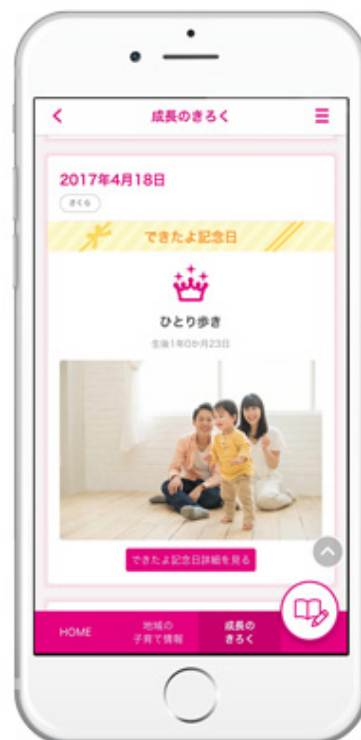 成長のきろく
2017年4月18日
さくら
できたよ記念日
ひとり歩き
生後1年0か月23日
できたよ記念日詳細を見る
HOME
地域の
子育て情報
成長の
きろく